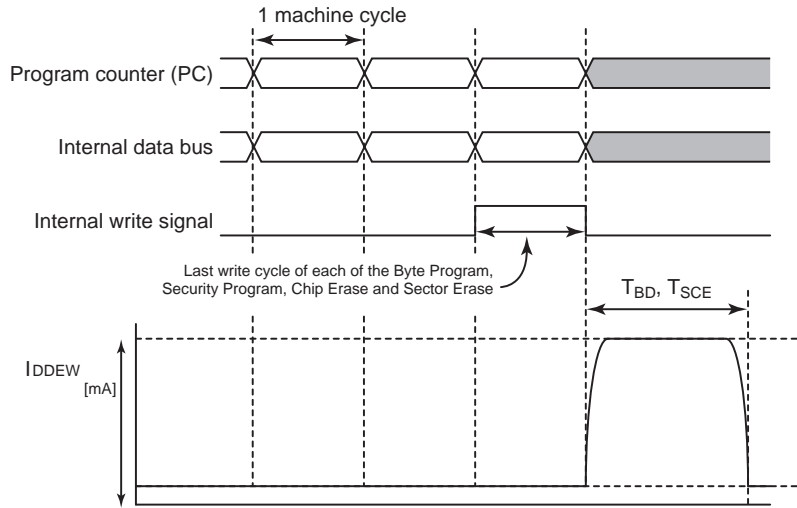 1 machine cycle
Program counter (PC)
Internal data bus
Internal write signal
Last write cycle of each of the Byte Program,
Security Program, Chip Erase and Sector Erase
TBD, TSCE
IDDEW
[mA]